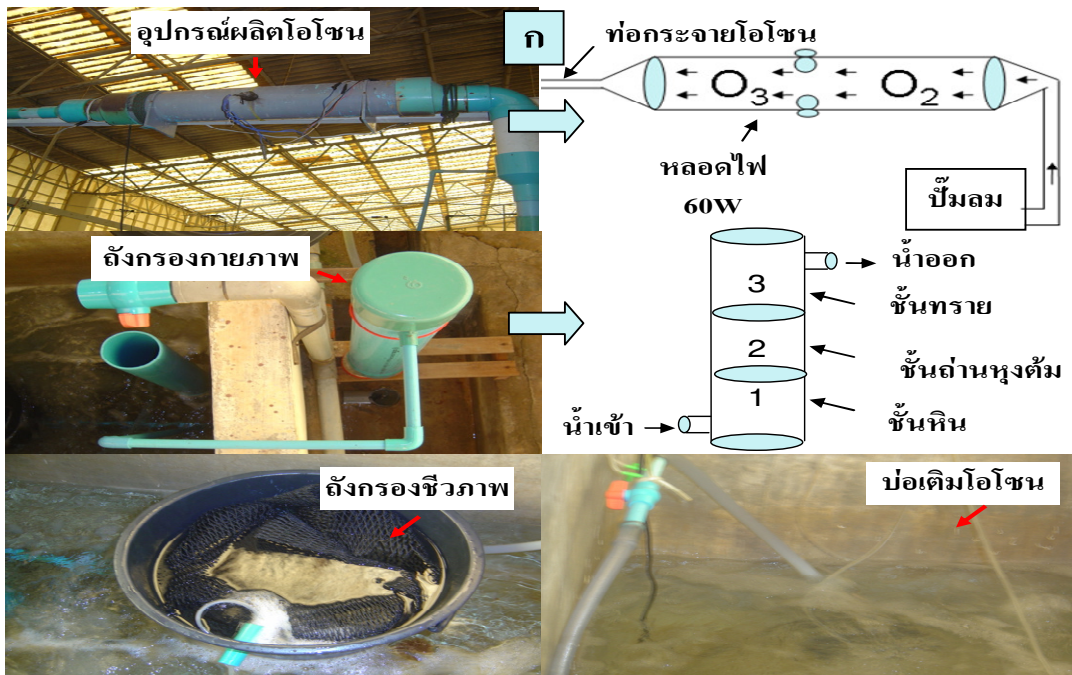 อุปกรณ์ผลิตโอโซน
ก
ท่อกระจายโอโซน
O3
O2
หลอดไฟ
60W
ปั๊มลม
ถังกรองกายภาพ
น้ำออก
3
ชั้นทราย
2
ชั้นถ่านหุงต้ม
1
ชั้นหิน
น้ำเข้า
ถังกรองชีวภาพ
บ่อเติมโอโซน